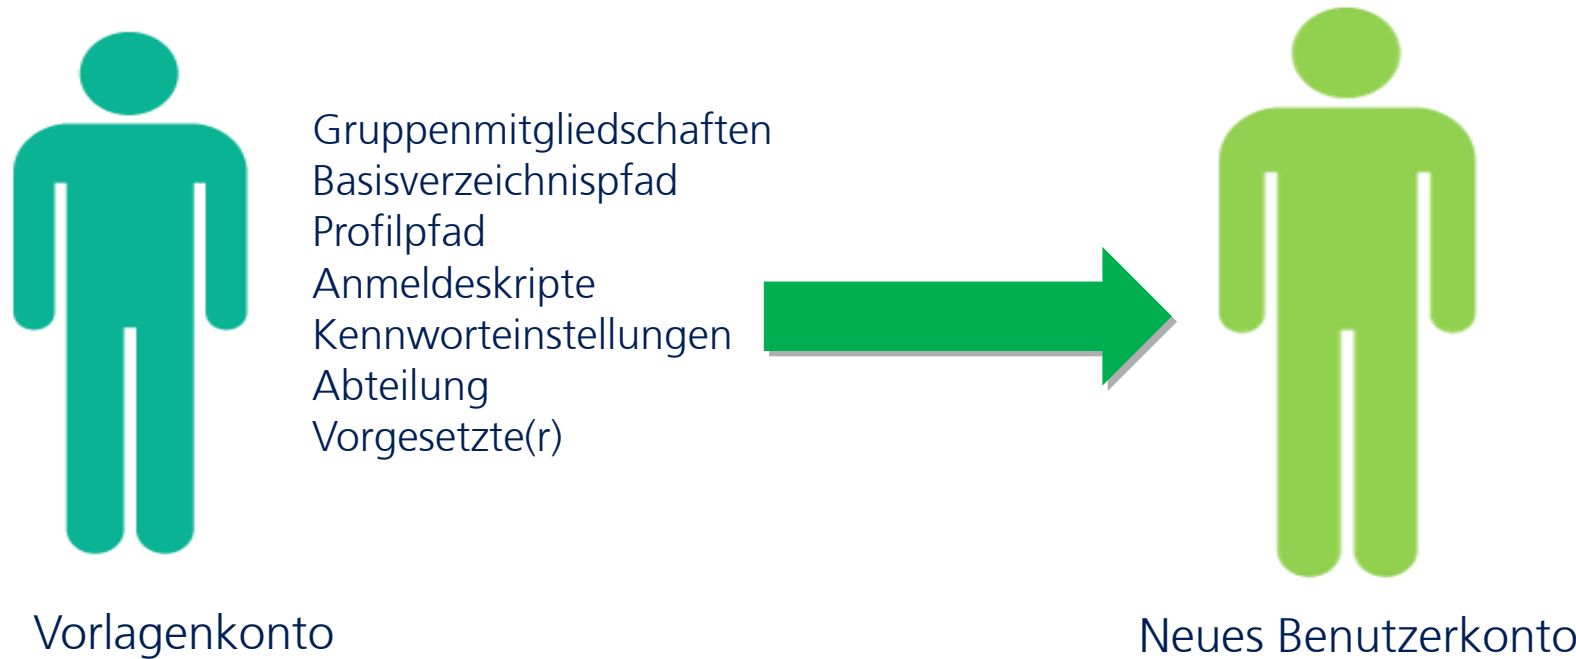 Gruppenmitgliedschaften
Basisverzeichnispfad
Profilpfad
Anmeldeskripte
Kennworteinstellungen
Abteilung
Vorgesetzte(r)
Vorlagenkonto
Neues Benutzerkonto